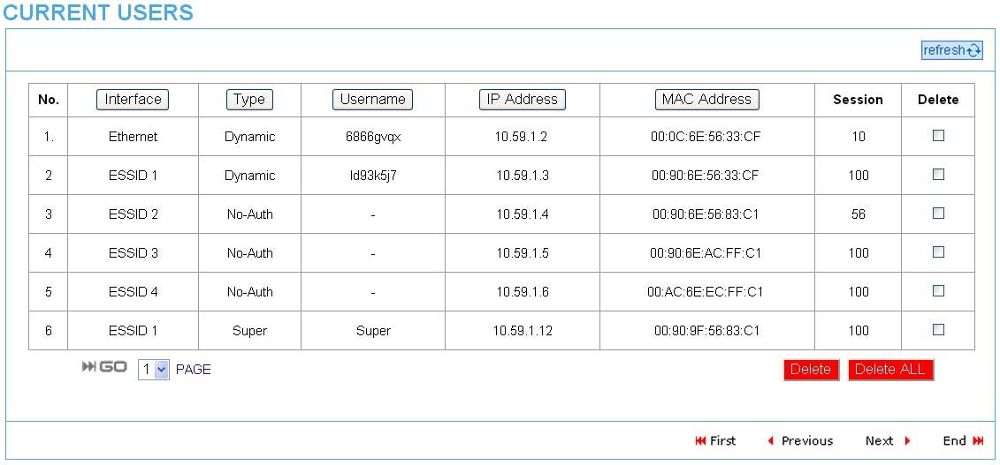 CURRENT USERS
refresh
No. Interface Type Username IP Address MAC Address Session Delete
1. Ethernet Dynamic 6866gvqx 10.59.1.2 00:0C:6E:56:33:CF 10
2 ESSID 1 Dynamic ld93k5j7 10.59.1.3 00:90:6E:56:33:CF 100
3 ESSID 2 No-Auth - 10.59.1.4 00:90:6E:56:83:C1 56
4 ESSID 3 No-Auth - 10.59.1.5 00:90:6E:AC:FF:C1 100
5 ESSID 4 No-Auth - 10.59.1.6 00:AC:6E:EC:FF:C1 100
6 ESSID 1 Super Super 10.59.1.12 00:90:9F:56:83:C1 100
GO 1 PAGE Delete Delete ALL
First Previous Next End